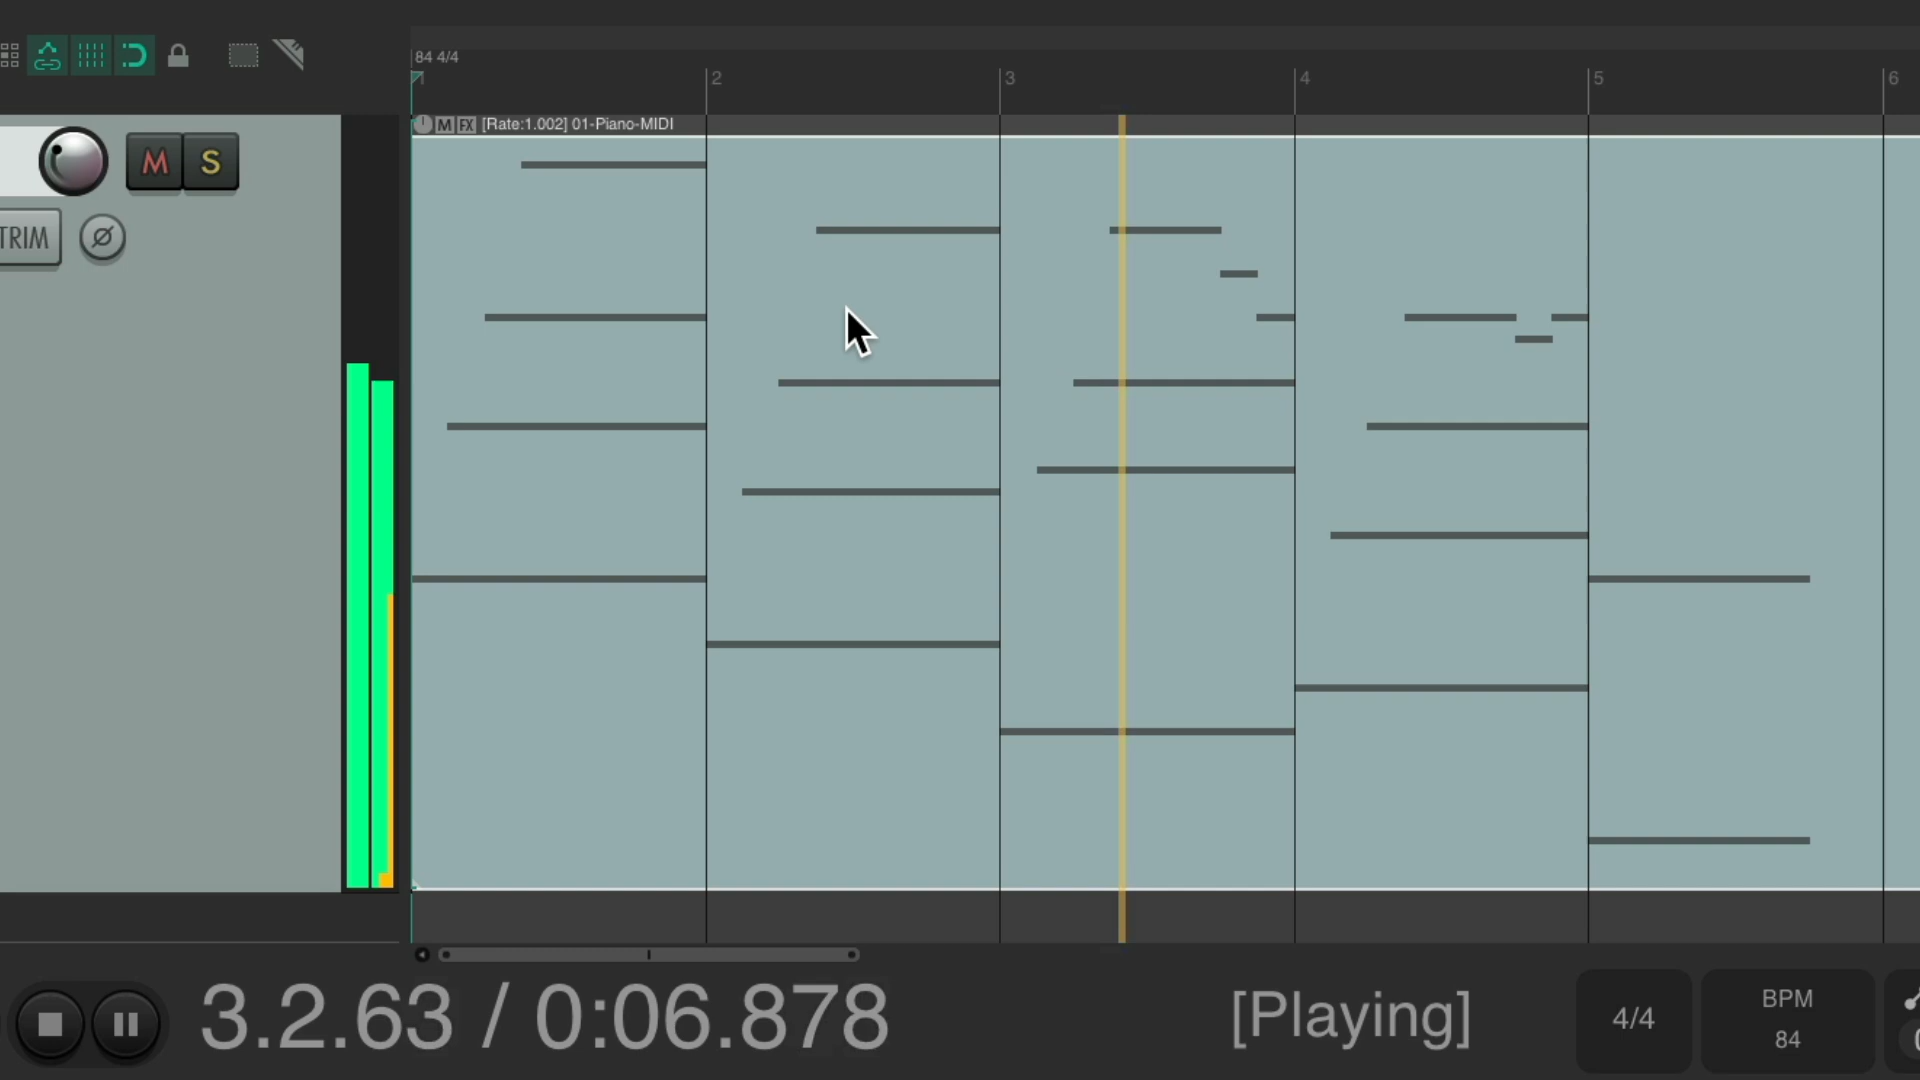 84 4/4
1 2 3 4 5 6
M FX [Rate:1.002] 01-Piano-MIDI
M S
TRIM Ø
3.2.63 / 0:06.878 [Playing] 4/4 BPM
84